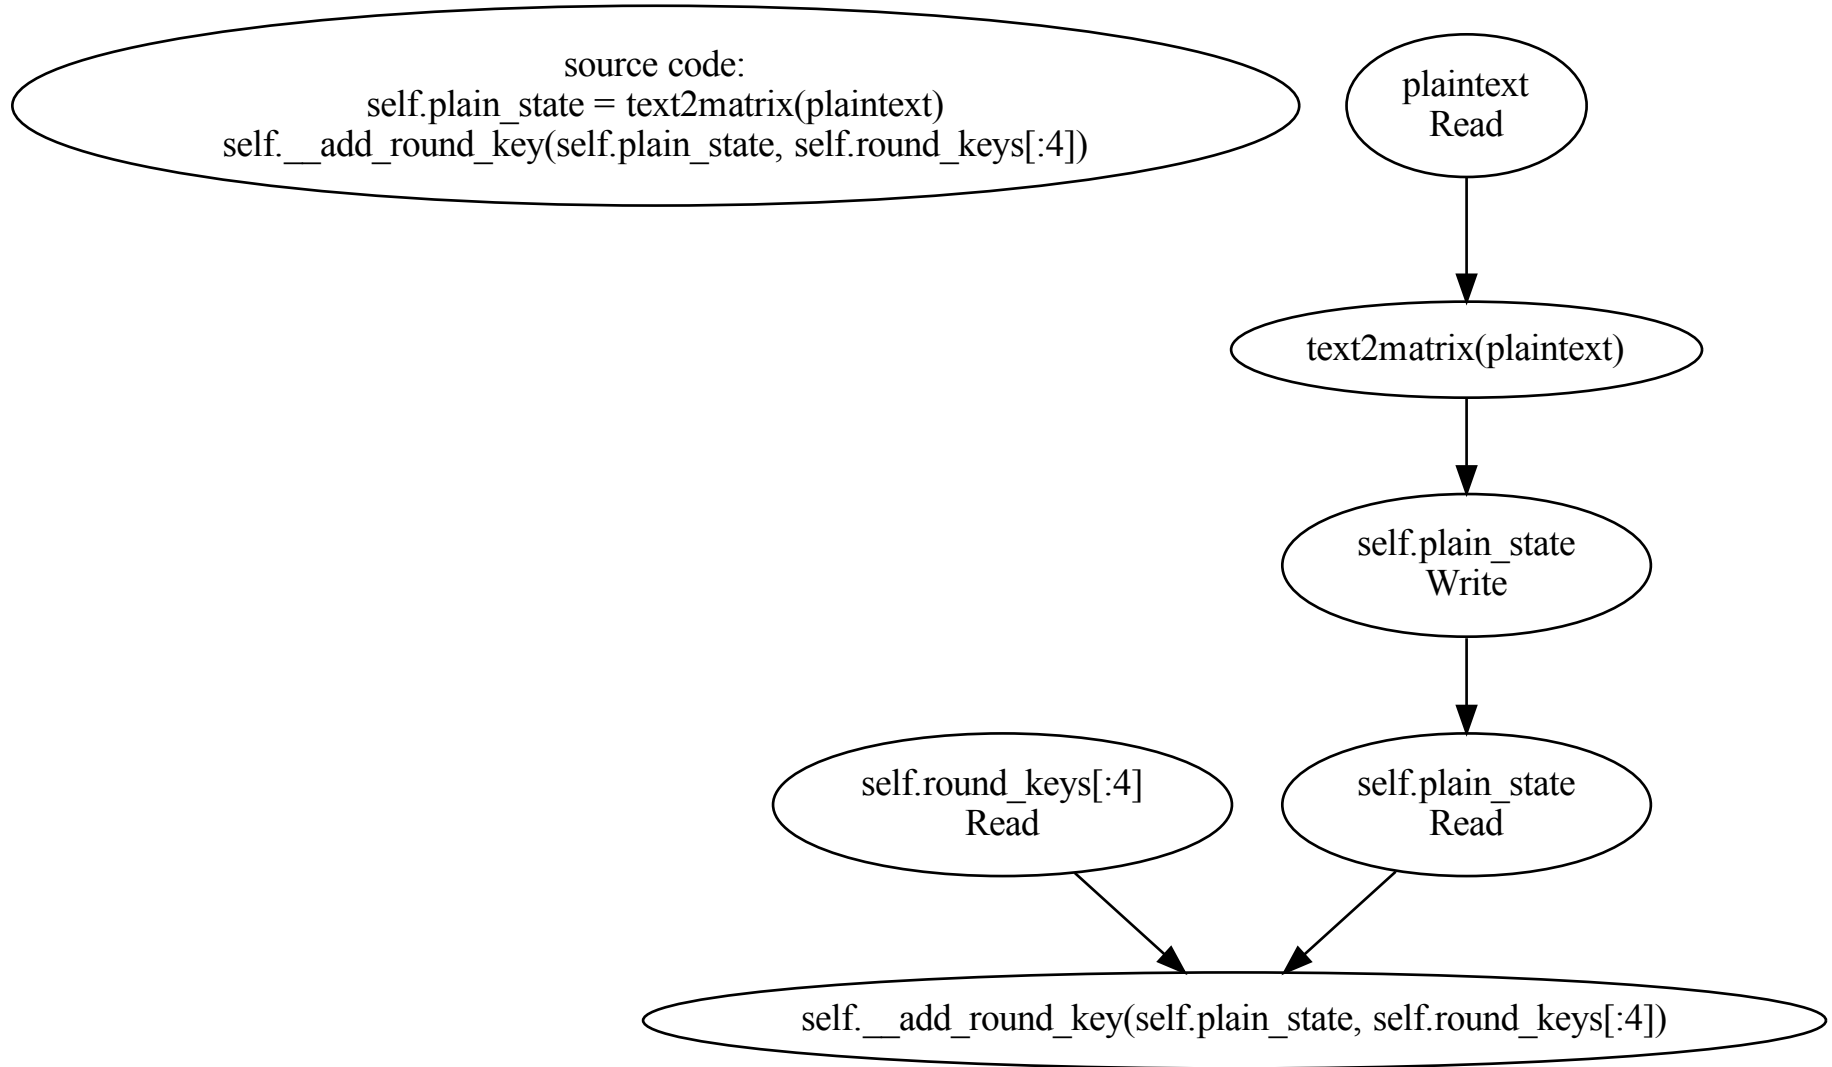 source code:
self.plain_state = text2matrix(plaintext)
self.__add_round_key(self.plain_state, self.round_keys[:4])
plaintext
Read
text2matrix(plaintext)
self.plain_state
Write
self.round_keys[:4]
Read
self.plain_state
Read
self.__add_round_key(self.plain_state, self.round_keys[:4])